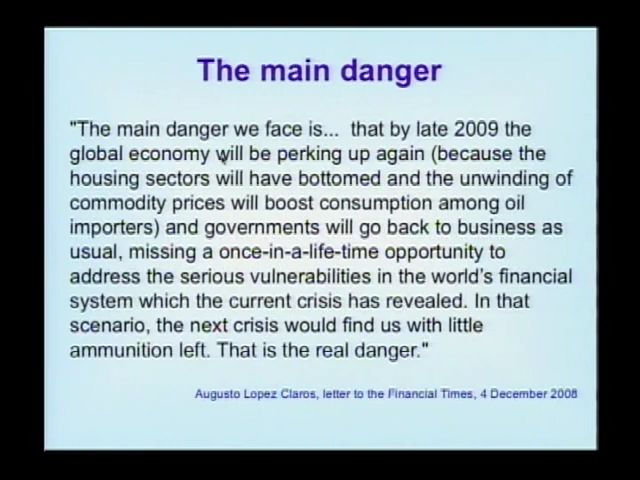 The main danger
"The main danger we face is... that by late 2009 the
global economy will be perking up again (because the
housing sectors will have bottomed and the unwinding of
commodity prices will boost consumption among oil
importers) and governments will go back to business as
usual, missing a once-in-a-life-time opportunity to
address the serious vulnerabilities in the world's financial
system which the current crisis has revealed. In that
scenario, the next crisis would find us with little
ammunition left. That is the real danger."
Augusto Lopez Claros, letter to the Financial Times, 4 December 2008